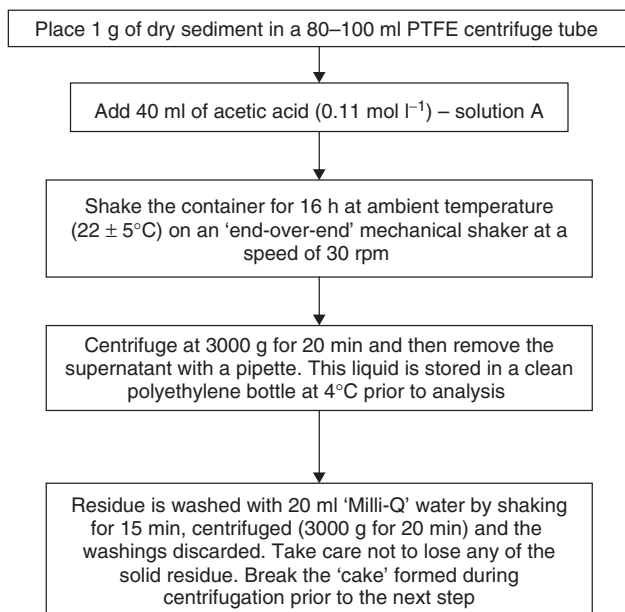 Place 1 g of dry sediment in a 80–100 ml PTFE centrifuge tube
Add 40 ml of acetic acid (0.11 mol l⁻¹) – solution A
Shake the container for 16 h at ambient temperature
(22 ± 5°C) on an ‘end-over-end’ mechanical shaker at a
speed of 30 rpm
Centrifuge at 3000 g for 20 min and then remove the
supernatant with a pipette. This liquid is stored in a clean
polyethylene bottle at 4°C prior to analysis
Residue is washed with 20 ml ‘Milli-Q’ water by shaking
for 15 min, centrifuged (3000 g for 20 min) and the
washings discarded. Take care not to lose any of the
solid residue. Break the ‘cake’ formed during
centrifugation prior to the next step